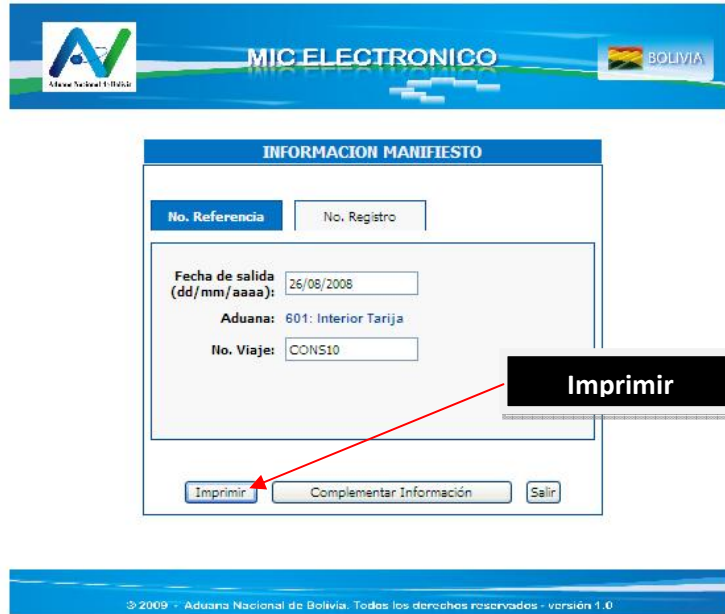 MIC ELECTRONICO
BOLIVIA
Aduana Nacional de Bolivia
INFORMACION MANIFIESTO
No. Referencia
No. Registro
Fecha de salida
(dd/mm/aaaa):
26/08/2008
Aduana:
601: Interior Tarija
No. Viaje:
CONS10
Imprimir
Imprimir
Complementar Información
Salir
© 2009 - Aduana Nacional de Bolivia. Todos los derechos reservados - versión 1.0